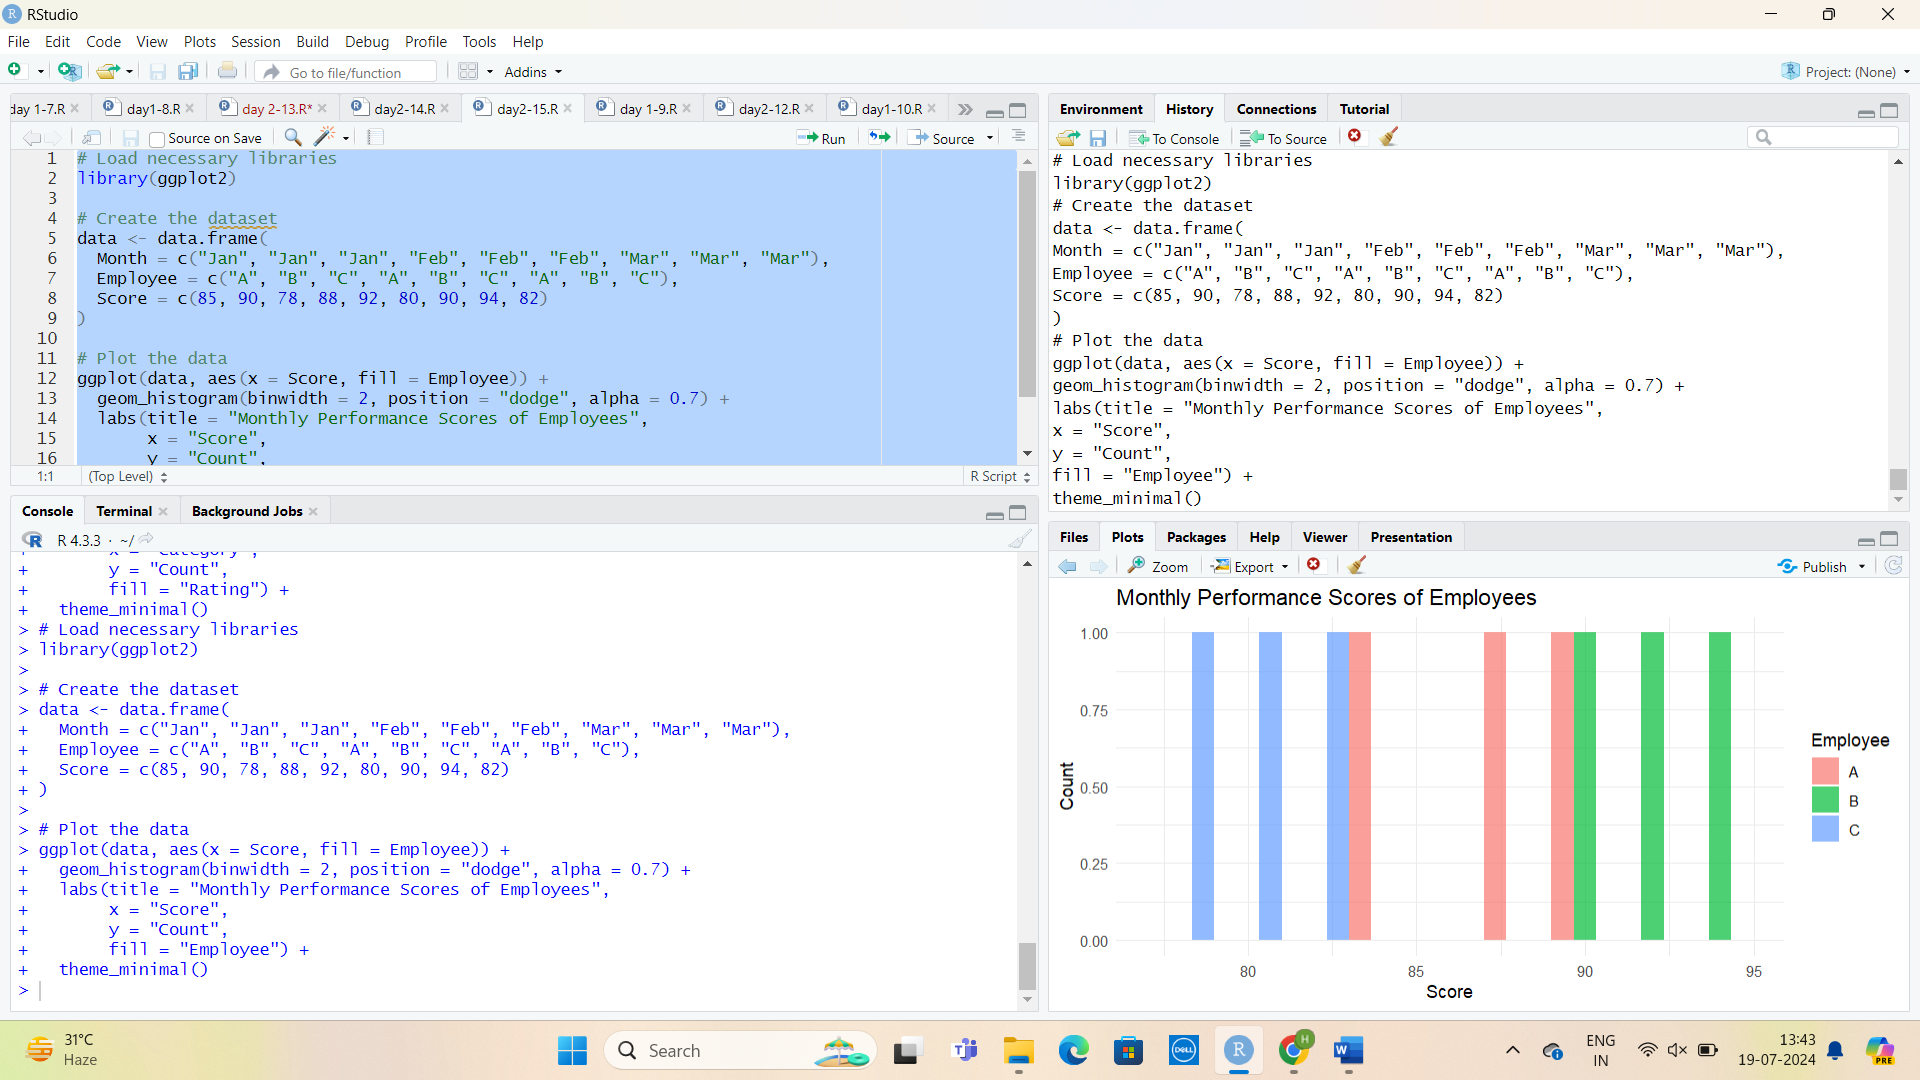 RStudio
File Edit Code View Plots Session Build Debug Profile Tools Help
Go to file/function Addins Project: (None)
day 1-7.R day1-8.R day 2-13.R* day2-14.R day2-15.R day 1-9.R day2-12.R day1-10.R
Source on Save Run Source
1 # Load necessary libraries
2 library(ggplot2)
3
4 # Create the dataset
5 data <- data.frame(
6 Month = c("Jan", "Jan", "Jan", "Feb", "Feb", "Feb", "Mar", "Mar", "Mar"),
7 Employee = c("A", "B", "C", "A", "B", "C", "A", "B", "C"),
8 Score = c(85, 90, 78, 88, 92, 80, 90, 94, 82)
9 )
10
11 # Plot the data
12 ggplot(data, aes(x = Score, fill = Employee)) +
13 geom_histogram(binwidth = 2, position = "dodge", alpha = 0.7) +
14 labs(title = "Monthly Performance Scores of Employees",
15 x = "Score",
16 y = "Count",
1:1 (Top Level) R Script
Console Terminal Background Jobs
R 4.3.3 · ~/
+ x = "Category",
+ y = "Count",
+ fill = "Rating") +
+ theme_minimal()
> # Load necessary libraries
> library(ggplot2)
>
> # Create the dataset
> data <- data.frame(
+ Month = c("Jan", "Jan", "Jan", "Feb", "Feb", "Feb", "Mar", "Mar", "Mar"),
+ Employee = c("A", "B", "C", "A", "B", "C", "A", "B", "C"),
+ Score = c(85, 90, 78, 88, 92, 80, 90, 94, 82)
+ )
>
> # Plot the data
> ggplot(data, aes(x = Score, fill = Employee)) +
+ geom_histogram(binwidth = 2, position = "dodge", alpha = 0.7) +
+ labs(title = "Monthly Performance Scores of Employees",
+ x = "Score",
+ y = "Count",
+ fill = "Employee") +
+ theme_minimal()
>
Environment History Connections Tutorial
To Console To Source
# Load necessary libraries
library(ggplot2)
# Create the dataset
data <- data.frame(
Month = c("Jan", "Jan", "Jan", "Feb", "Feb", "Feb", "Mar", "Mar", "Mar"),
Employee = c("A", "B", "C", "A", "B", "C", "A", "B", "C"),
Score = c(85, 90, 78, 88, 92, 80, 90, 94, 82)
)
# Plot the data
ggplot(data, aes(x = Score, fill = Employee)) +
geom_histogram(binwidth = 2, position = "dodge", alpha = 0.7) +
labs(title = "Monthly Performance Scores of Employees",
x = "Score",
y = "Count",
fill = "Employee") +
theme_minimal()
Files Plots Packages Help Viewer Presentation
Zoom Export Publish
Monthly Performance Scores of Employees
1.00
0.75
0.50
0.25
0.00
Count
80 85 90 95
Score
Employee
A
B
C
31°C
Haze
Search
DELL
H
ENG
IN
13:43
19-07-2024
PRE